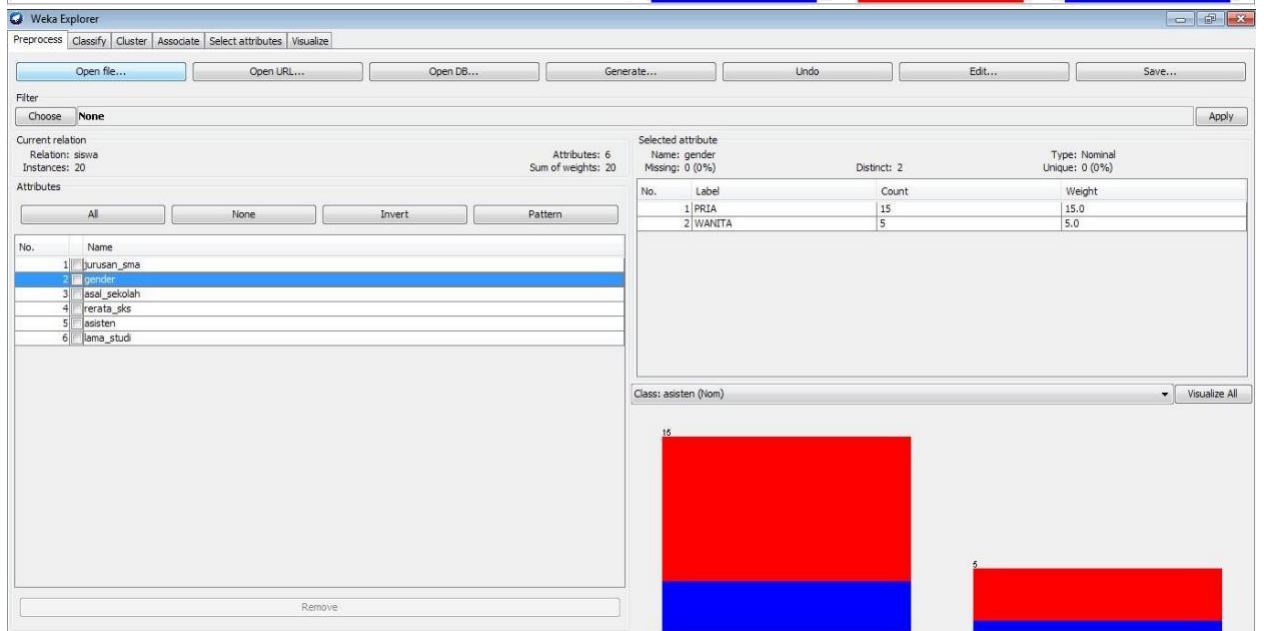 Weka Explorer
Preprocess Classify Cluster Associate Select attributes Visualize
Open file... Open URL... Open DB... Generate... Undo Edit... Save...
Filter
Choose None Apply
Current relation
Relation: siswa Attributes: 6
Instances: 20 Sum of weights: 20
Attributes
All None Invert Pattern
No. Name
1 jurusan_sma
2 gender
3 asal_sekolah
4 rerata_sks
5 asisten
6 lama_studi
Remove
Selected attribute
Name: gender Type: Nominal
Missing: 0 (0%) Distinct: 2 Unique: 0 (0%)
No. Label Count Weight
1 PRIA 15 15.0
2 WANITA 5 5.0
Class: asisten (Nom) Visualize All
15
5